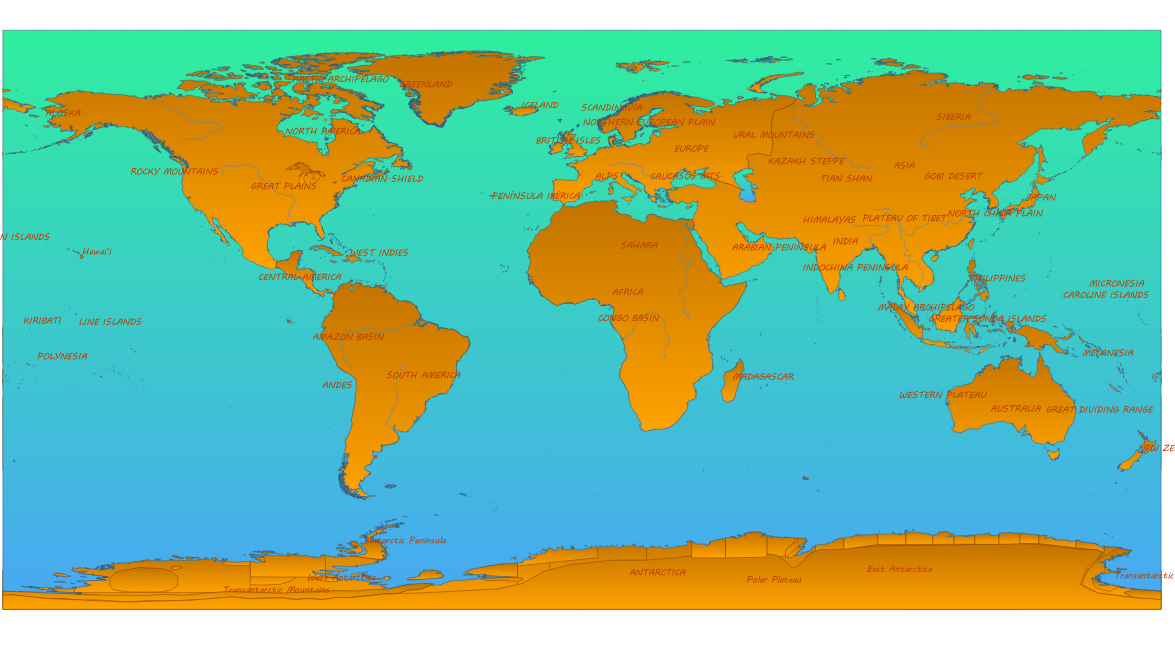 ARCTIC ARCHIPELAGO
GREENLAND
ICELAND
SCANDINAVIA
ALASKA
NORTHERN EUROPEAN PLAIN
SIBERIA
NORTH AMERICA
URAL MOUNTAINS
BRITISH ISLES
EUROPE
KAZAKH STEPPE
ASIA
ROCKY MOUNTAINS
CANADIAN SHIELD
ALPS
CAUCASUS MTS.
TIAN SHAN
GOBI DESERT
GREAT PLAINS
PENÍNSULA IBÉRICA
JAPAN
HIMALAYAS
PLATEAU OF TIBET
NORTH CHINA PLAIN
N ISLANDS
Hawai'i
WEST INDIES
SAHARA
ARABIAN PENINSULA
INDIA
INDOCHINA PENINSULA
CENTRAL AMERICA
PHILIPPINES
MICRONESIA
CAROLINE ISLANDS
AFRICA
MALAY ARCHIPELAGO
KIRIBATI
LINE ISLANDS
CONGO BASIN
GREATER SUNDA ISLANDS
AMAZON BASIN
POLYNESIA
MELANESIA
ANDES
SOUTH AMERICA
MADAGASCAR
WESTERN PLATEAU
AUSTRALIA
GREAT DIVIDING RANGE
EW ZE
Antarctic Peninsula
ANTARCTICA
East Antarctica
West Antarctica
Polar Plateau
Transantarctic
Transantarctic Mountains